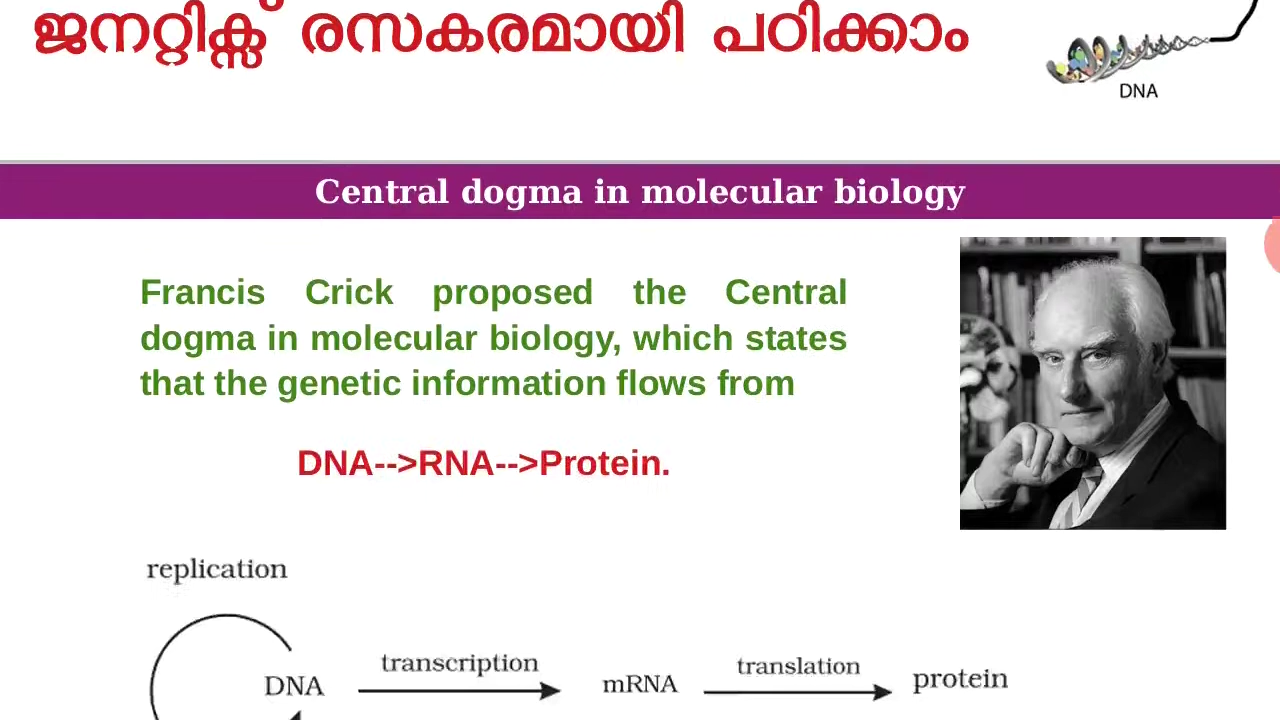 ജനറ്റിക്സ് രസകരമായി പഠിക്കാം
DNA
Central dogma in molecular biology
Francis Crick proposed the Central
dogma in molecular biology, which states
that the genetic information flows from
DNA-->RNA-->Protein.
replication
transcription
translation
DNA
mRNA
protein